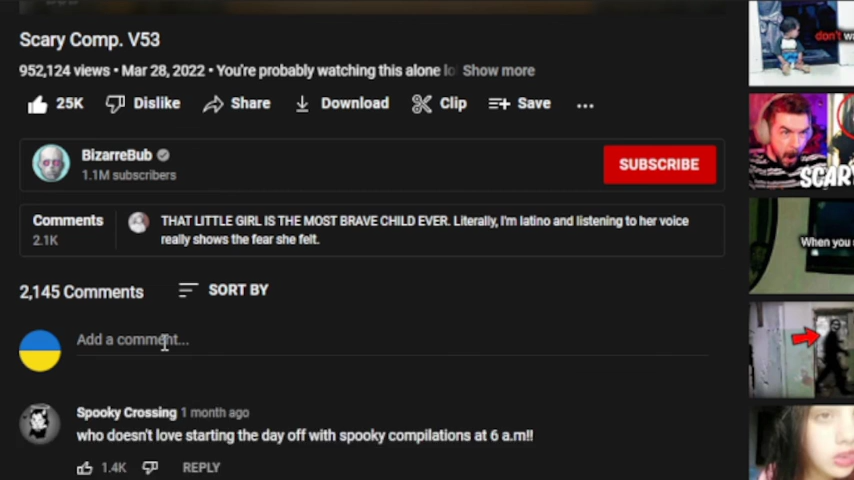 Scary Comp. V53
952,124 views • Mar 28, 2022 • You're probably watching this alone lo Show more
25K Dislike Share Download Clip Save ...
BizarreBub
1.1M subscribers
SUBSCRIBE
Comments
2.1K
THAT LITTLE GIRL IS THE MOST BRAVE CHILD EVER. Literally, I'm latino and listening to her voice
really shows the fear she felt.
2,145 Comments SORT BY
Add a comment...
Spooky Crossing 1 month ago
who doesn't love starting the day off with spooky compilations at 6 a.m!!
1.4K REPLY
don't wa
SCARY
When you